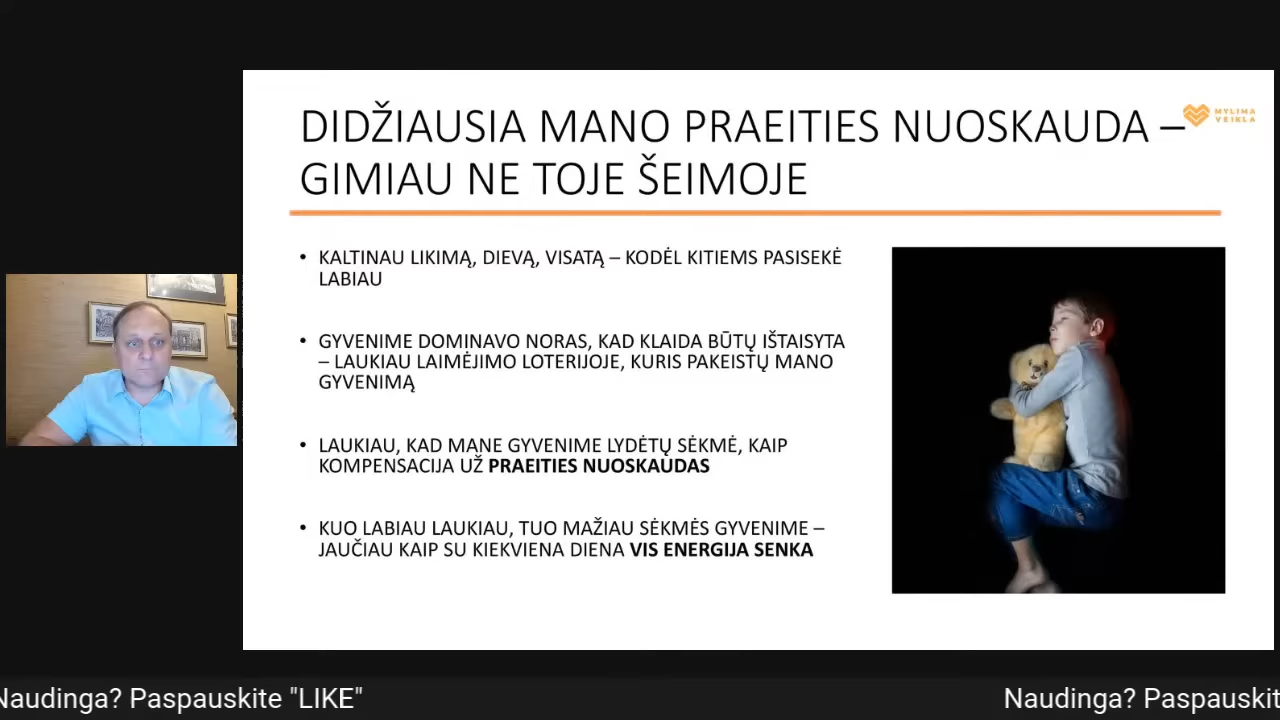 DIDŽIAUSIA MANO PRAEITIES NUOSKAUDA –
GIMIAU NE TOJE ŠEIMOJE
MYLIMA
VEIKLA
• KALTINAU LIKIMĄ, DIEVĄ, VISATĄ – KODĖL KITIEMS PASISEKĖ
LABIAU
• GYVENIME DOMINAVO NORAS, KAD KLAIDA BŪTŲ IŠTAISYTA
– LAUKIAU LAIMĖJIMO LOTERIJOJE, KURIS PAKEISTŲ MANO
GYVENIMĄ
• LAUKIAU, KAD MANE GYVENIME LYDĖTŲ SĖKMĖ, KAIP
KOMPENSACIJA UŽ PRAEITIES NUOSKAUDAS
• KUO LABIAU LAUKIAU, TUO MAŽIAU SĖKMĖS GYVENIME –
JAUČIAU KAIP SU KIEKVIENA DIENA VIS ENERGIJA SENKA
Naudinga? Paspauskite "LIKE"
Naudinga? Paspauskit